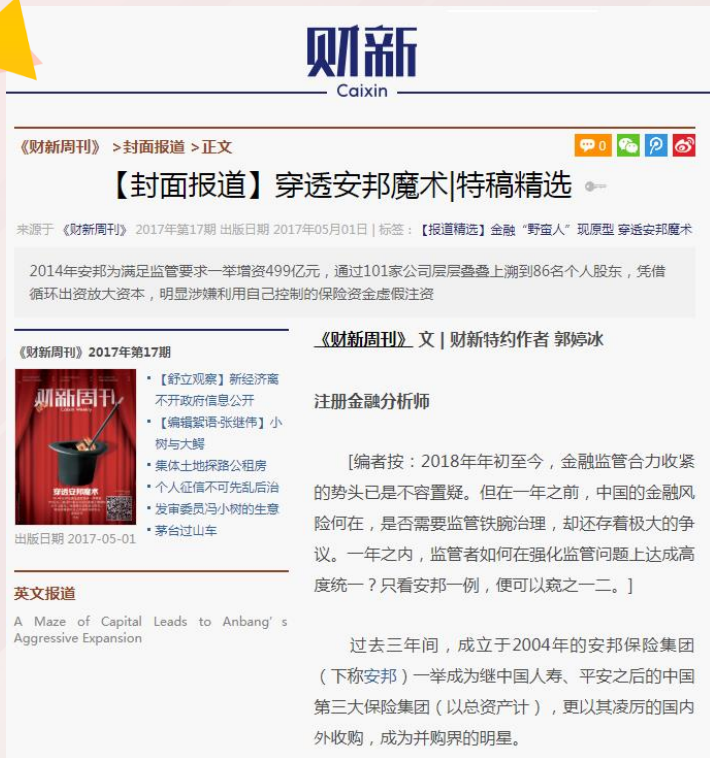 财新
Caixin
《财新周刊》 >封面报道 >正文
0
【封面报道】穿透安邦魔术|特稿精选
来源于 《财新周刊》 2017年第17期 出版日期 2017年05月01日 | 标签：【报道精选】金融“野蛮人”现原型 穿透安邦魔术
2014年安邦为满足监管要求一举增资499亿元，通过101家公司层层叠叠上溯到86名个人股东，凭借
循环出资放大资本，明显涉嫌利用自己控制的保险资金虚假注资
《财新周刊》2017年第17期
财新周刊
穿透安邦魔术
出版日期 2017-05-01
【舒立观察】新经济离
不开政府信息公开
【编辑絮语·张继伟】小
树与大鳄
集体土地探路公租房
个人征信不可先乱后治
发审委员冯小树的生意
茅台过山车
英文报道
A Maze of Capital Leads to Anbang’s
Aggressive Expansion
《财新周刊》 文 | 财新特约作者 郭婷冰
注册金融分析师
[编者按：2018年年初至今，金融监管合力收紧
的势头已是不容置疑。但在一年之前，中国的金融风
险何在，是否需要监管铁腕治理，却还存着极大的争
议。一年之内，监管者如何在强化监管问题上达成高
度统一？只看安邦一例，便可以窥之一二。]
过去三年间，成立于2004年的安邦保险集团
（下称安邦）一举成为继中国人寿、平安之后的中国
第三大保险集团（以总资产计），更以其凌厉的国内
外收购，成为并购界的明星。